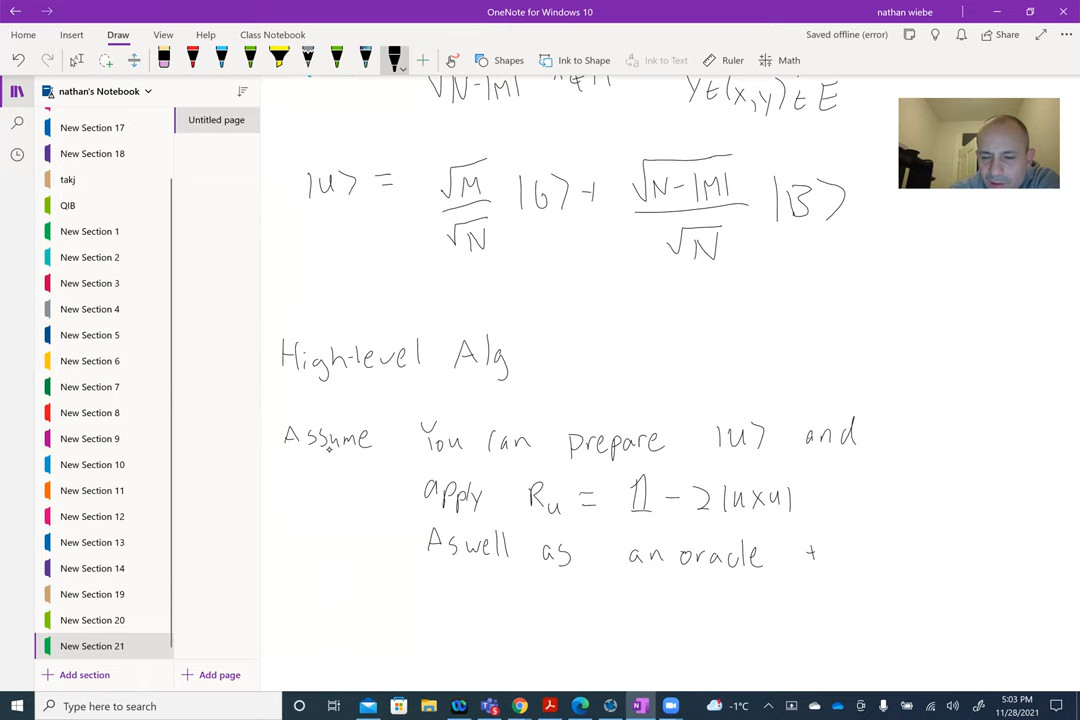 OneNote for Windows 10
nathan wiebe
Home Insert Draw View Help Class Notebook
Saved offline (error)
Share
Shapes
Ink to Shape
Ink to Text
Ruler
Math
nathan's Notebook
Untitled page
New Section 17
New Section 18
takj
QIB
New Section 1
New Section 2
New Section 3
New Section 4
New Section 5
New Section 6
New Section 7
New Section 8
New Section 9
New Section 10
New Section 11
New Section 12
New Section 13
New Section 14
New Section 19
New Section 20
New Section 21
Add section
Add page
√N-|M|
y∈(x,y)∈E
|u> = √M/√N |G> + √N-|M|/√N |B>
High-level Alg
Assume You can prepare |u> and
apply Ru = 𝟙 - 2|u><u|
As well as an oracle +
Type here to search
-1°C
5:03 PM
11/28/2021